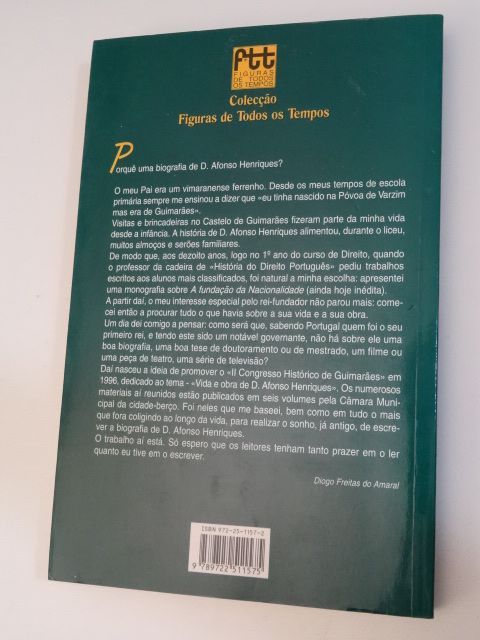 Ftt
FIGURAS
DE TODOS
OS TEMPOS
Colecção
Figuras de Todos os Tempos
Porquê uma biografia de D. Afonso Henriques?
O meu Pai era um vimaranense ferrenho. Desde os meus tempos de escola
primária sempre me ensinou a dizer que «eu tinha nascido na Póvoa de Varzim
mas era de Guimarães».
Visitas e brincadeiras no Castelo de Guimarães fizeram parte da minha vida
desde a infância. A história de D. Afonso Henriques alimentou, durante o liceu,
muitos almoços e serões familiares.
De modo que, aos dezoito anos, logo no 1º ano do curso de Direito, quando
o professor da cadeira de «História do Direito Português» pediu trabalhos
escritos aos alunos mais classificados, foi natural a minha escolha: apresentei
uma monografia sobre A fundação da Nacionalidade (ainda hoje inédita).
A partir daí, o meu interesse especial pelo rei-fundador não parou mais: come-
cei então a procurar tudo o que havia sobre a sua vida e a sua obra.
Um dia dei comigo a pensar: como será que, sabendo Portugal quem foi o seu
primeiro rei, e tendo este sido um notável governante, não há sobre ele uma
boa biografia, uma boa tese de doutoramento ou de mestrado, um filme ou
uma peça de teatro, uma série de televisão?
Daí nasceu a ideia de promover o «II Congresso Histórico de Guimarães» em
1996, dedicado ao tema - «Vida e obra de D. Afonso Henriques». Os numerosos
materiais aí reunidos estão publicados em seis volumes pela Câmara Muni-
cipal da cidade-berço. Foi neles que me baseei, bem como em tudo o mais
que fora coligindo ao longo da vida, para realizar o sonho, já antigo, de escre-
ver a biografia de D. Afonso Henriques.
O trabalho aí está. Só espero que os leitores tenham tanto prazer em o ler
quanto eu tive em o escrever.
Diogo Freitas do Amaral
ISBN 972-25-1157-2
9 789722 511575